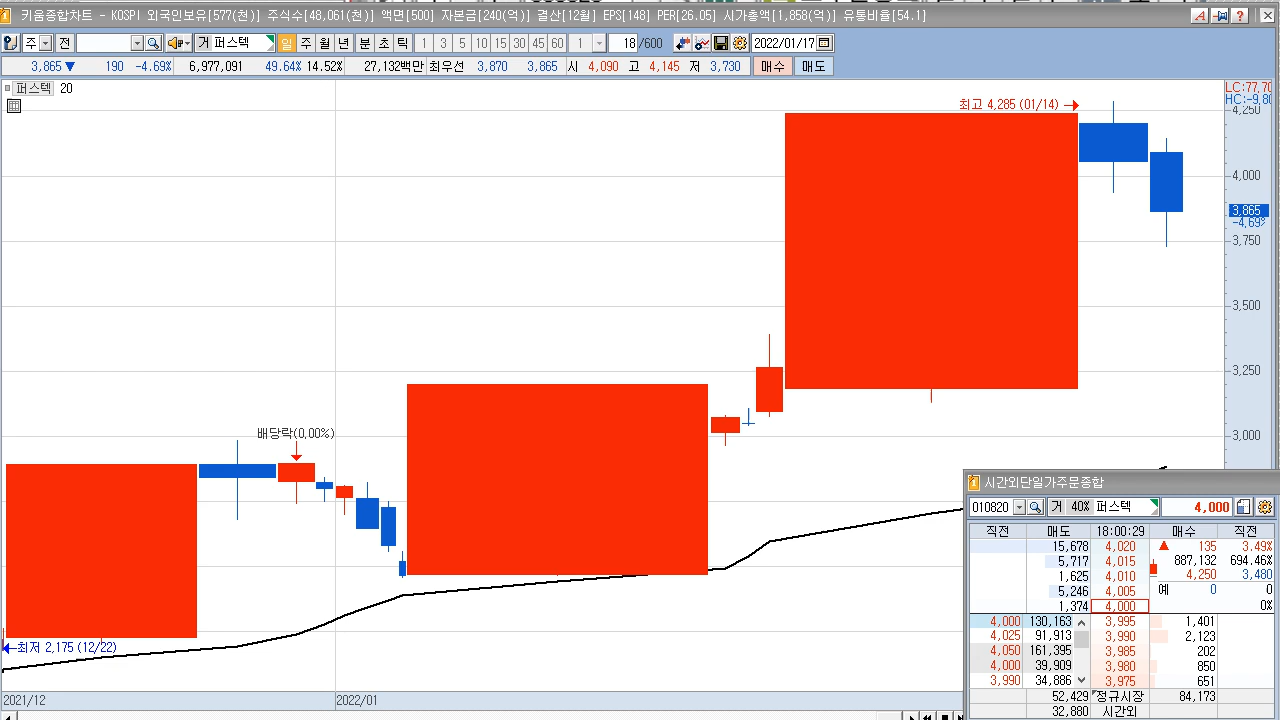 키움종합차트 - KOSPI 외국인보유[577(천)] 주식수[48,061(천)] 액면[500] 자본금[240(억)] 결산[12월] EPS[148] PER[26.05] 시가총액[1,858(억)] 유통비율[54.1]
주 전 거 퍼스텍 일 주 월 년 분 초 틱 1 3 5 10 15 30 45 60 1 18 /600 2022/01/17
3,865 ▼ 190 -4.69% 6,977,091 49.64% 14.52% 27,132백만 최우선 3,870 3,865 시 4,090 고 4,145 저 3,730 매수 매도
퍼스텍 20
LC:77.70
HC:-9.80
최고 4,285 (01/14)
4,250
4,000
3,865
-4.69%
3,750
3,500
3,250
3,000
배당락(0,00%)
최저 2,175 (12/22)
2021/12 2022/01
시간외단일가주문종합
010820 거 40% 퍼스텍 4,000
직전 매도 18:00:29 매수 직전
15,678 4,020 ▲ 135 3.49%
5,717 4,015 807,132 694.46%
1,625 4,010 4,250 3,480
5,246 4,005 예 0 0
1,374 4,000 0%
4,000 130,163 3,995 1,401
4,025 91,913 3,990 2,123
4,050 161,395 3,985 202
4,000 39,909 3,980 850
3,990 34,886 3,975 651
52,429 정규시장 84,173
32,880 시간외